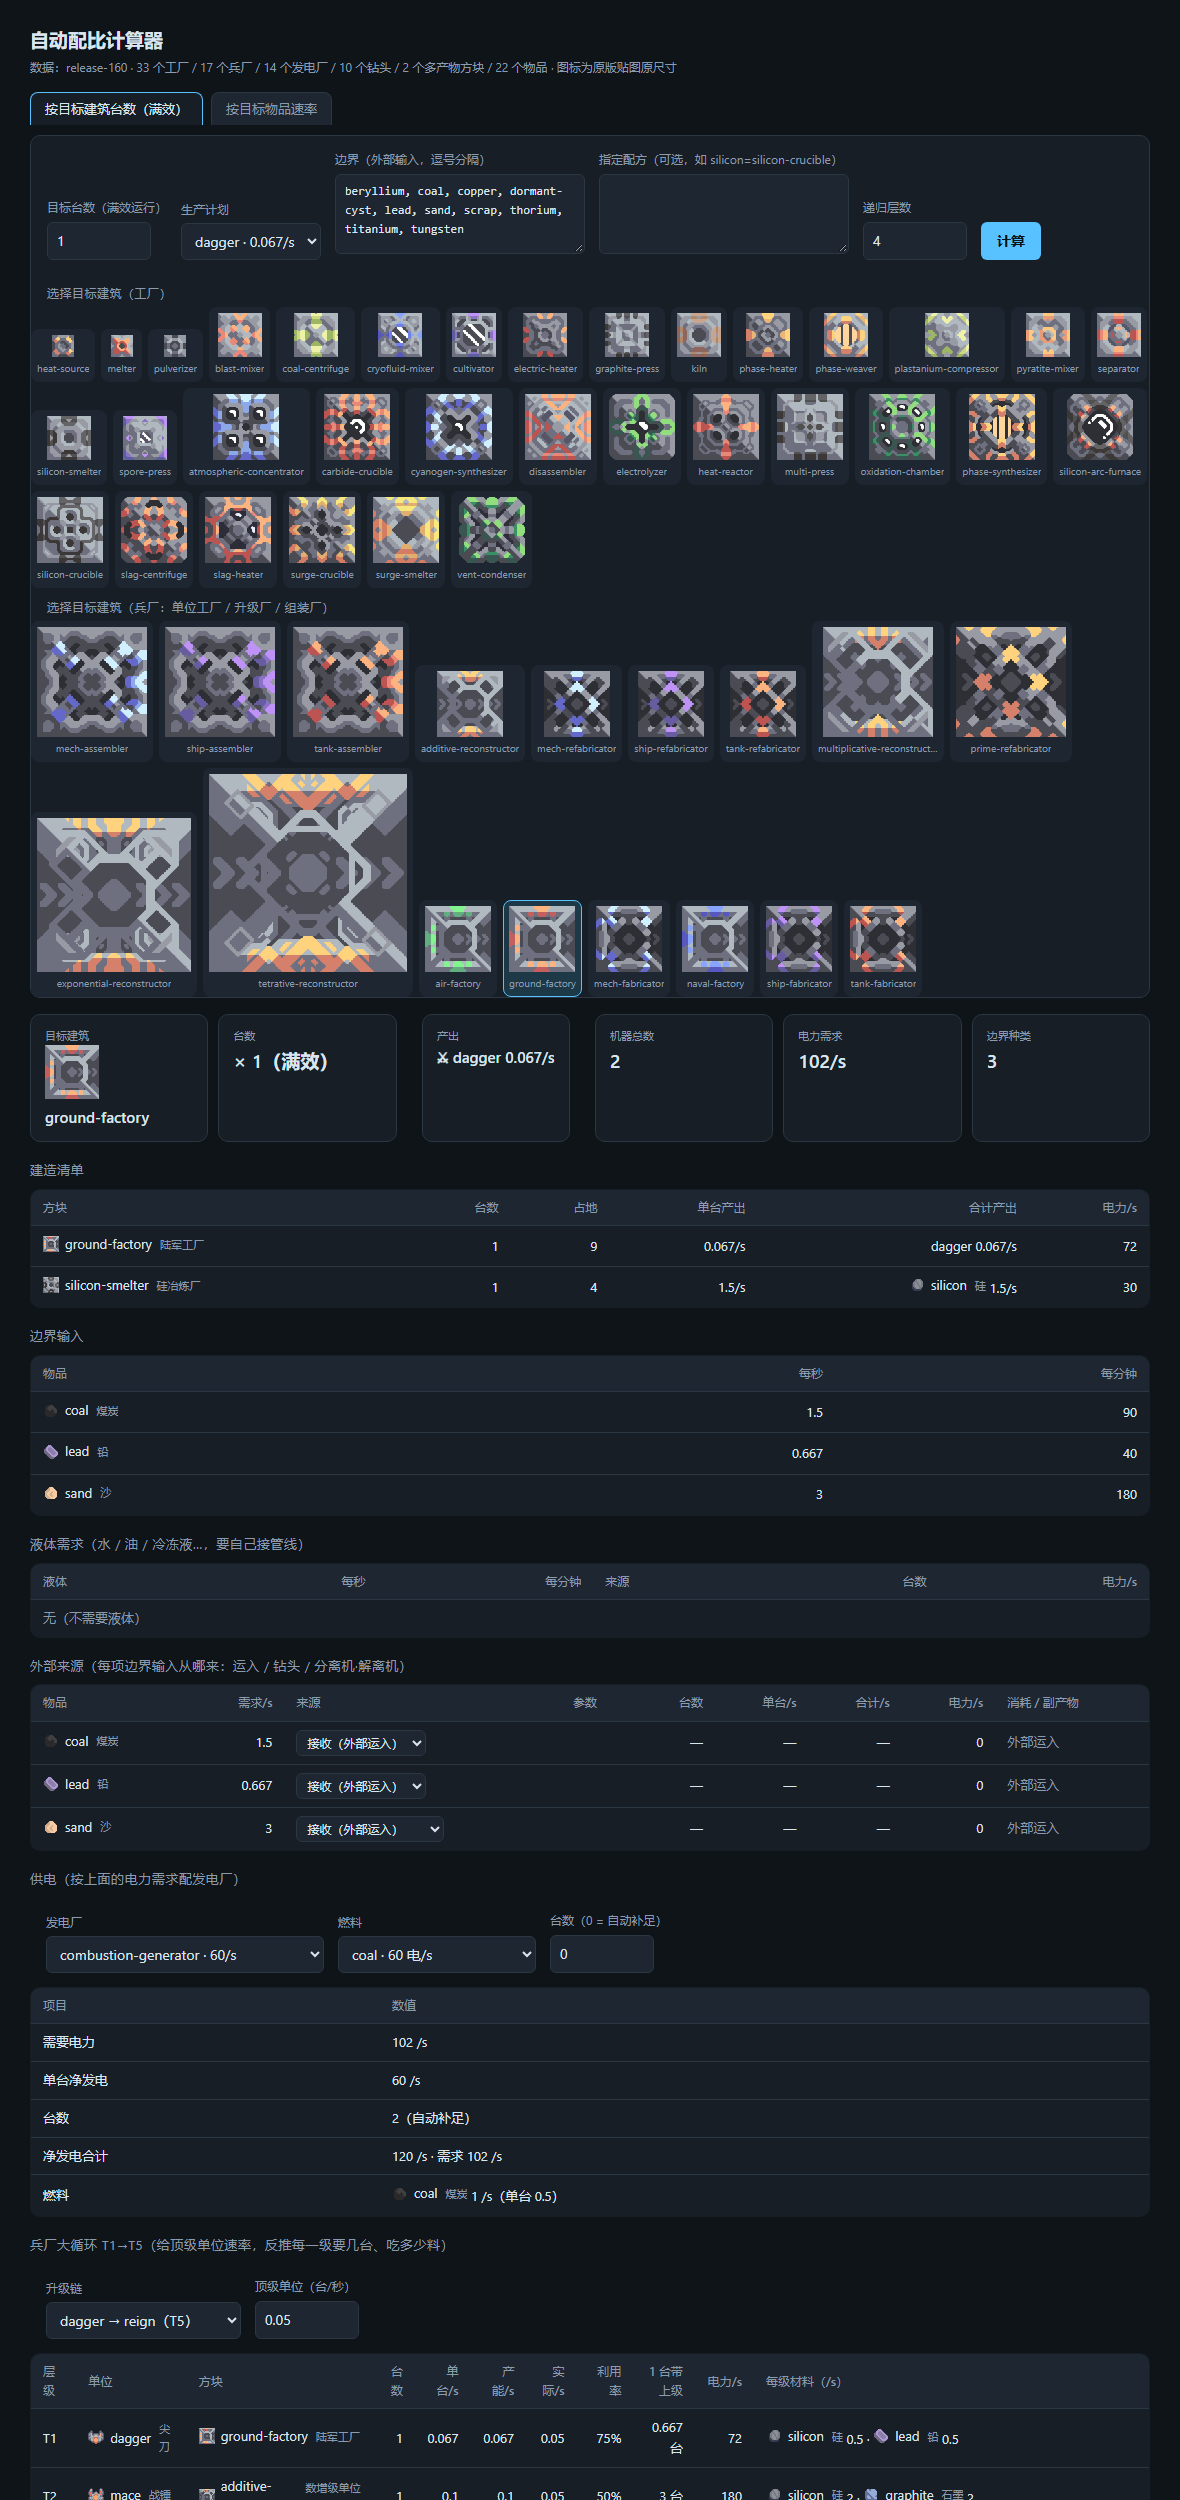 自动配比计算器
数据：release-160 · 33 个工厂 / 17 个兵厂 / 14 个发电厂 / 10 个钻头 / 2 个多产物方块 / 22 个物品 · 图标为原版贴图原尺寸
按目标建筑台数（满效） 按目标物品速率
边界（外部输入，逗号分隔） 指定配方（可选，如 silicon=silicon-crucible）
目标台数（满效运行） 生产计划 递归层数
beryllium, coal, copper, dormant-
cyst, lead, sand, scrap, thorium,
titanium, tungsten
1 dagger · 0.067/s 4 计算
选择目标建筑（工厂）
heat-source melter pulverizer blast-mixer coal-centrifuge cryofluid-mixer cultivator electric-heater graphite-press kiln phase-heater phase-weaver plastanium-compressor pyratite-mixer separator
silicon-smelter spore-press atmospheric-concentrator carbide-crucible cyanogen-synthesizer disassembler electrolyzer heat-reactor multi-press oxidation-chamber phase-synthesizer silicon-arc-furnace
silicon-crucible slag-centrifuge slag-heater surge-crucible surge-smelter vent-condenser
选择目标建筑（兵厂：单位工厂 / 升级厂 / 组装厂）
mech-assembler ship-assembler tank-assembler additive-reconstructor mech-refabricator ship-refabricator tank-refabricator multiplicative-reconstruct... prime-refabricator
exponential-reconstructor tetrative-reconstructor air-factory ground-factory mech-fabricator naval-factory ship-fabricator tank-fabricator
目标建筑 台数 产出 机器总数 电力需求 边界种类
× 1（满效） dagger 0.067/s 2 102/s 3
ground-factory
建造清单
方块 台数 占地 单台产出 合计产出 电力/s
ground-factory 陆军工厂 1 9 0.067/s dagger 0.067/s 72
silicon-smelter 硅冶炼厂 1 4 1.5/s silicon 硅 1.5/s 30
边界输入
物品 每秒 每分钟
coal 煤炭 1.5 90
lead 铅 0.667 40
sand 沙 3 180
液体需求（水 / 油 / 冷冻液...，要自己接管线）
液体 每秒 每分钟 来源 台数 电力/s
无（不需要液体）
外部来源（每项边界输入从哪来：运入 / 钻头 / 分离机·解离机）
物品 需求/s 来源 参数 台数 单台/s 合计/s 电力/s 消耗 / 副产物
coal 煤炭 1.5 接收（外部运入） — — — 0 外部运入
lead 铅 0.667 接收（外部运入） — — — 0 外部运入
sand 沙 3 接收（外部运入） — — — 0 外部运入
供电（按上面的电力需求配发电厂）
发电厂 燃料 台数（0 = 自动补足）
combustion-generator · 60/s coal · 60 电/s 0
项目 数值
需要电力 102 /s
单台净发电 60 /s
台数 2（自动补足）
净发电合计 120 /s · 需求 102 /s
燃料 coal 煤炭 1 /s（单台 0.5）
兵厂大循环 T1→T5（给顶级单位速率，反推每一级要几台、吃多少料）
升级链 顶级单位（台/秒）
dagger → reign（T5） 0.05
层级 单位 方块 台数 单台/s 产能/s 实际/s 利用率 1 台带上级 电力/s 每级材料（/s）
T1 dagger 尖刀 ground-factory 陆军工厂 1 0.067 0.067 0.05 75% 0.667 台 72 silicon 硅 0.5 · lead 铅 0.5
T2 mace 战锤 additive- 数增级单位 1 0.1 0.1 0.05 50% 3 台 180 silicon 硅 2 · graphite 石墨 2